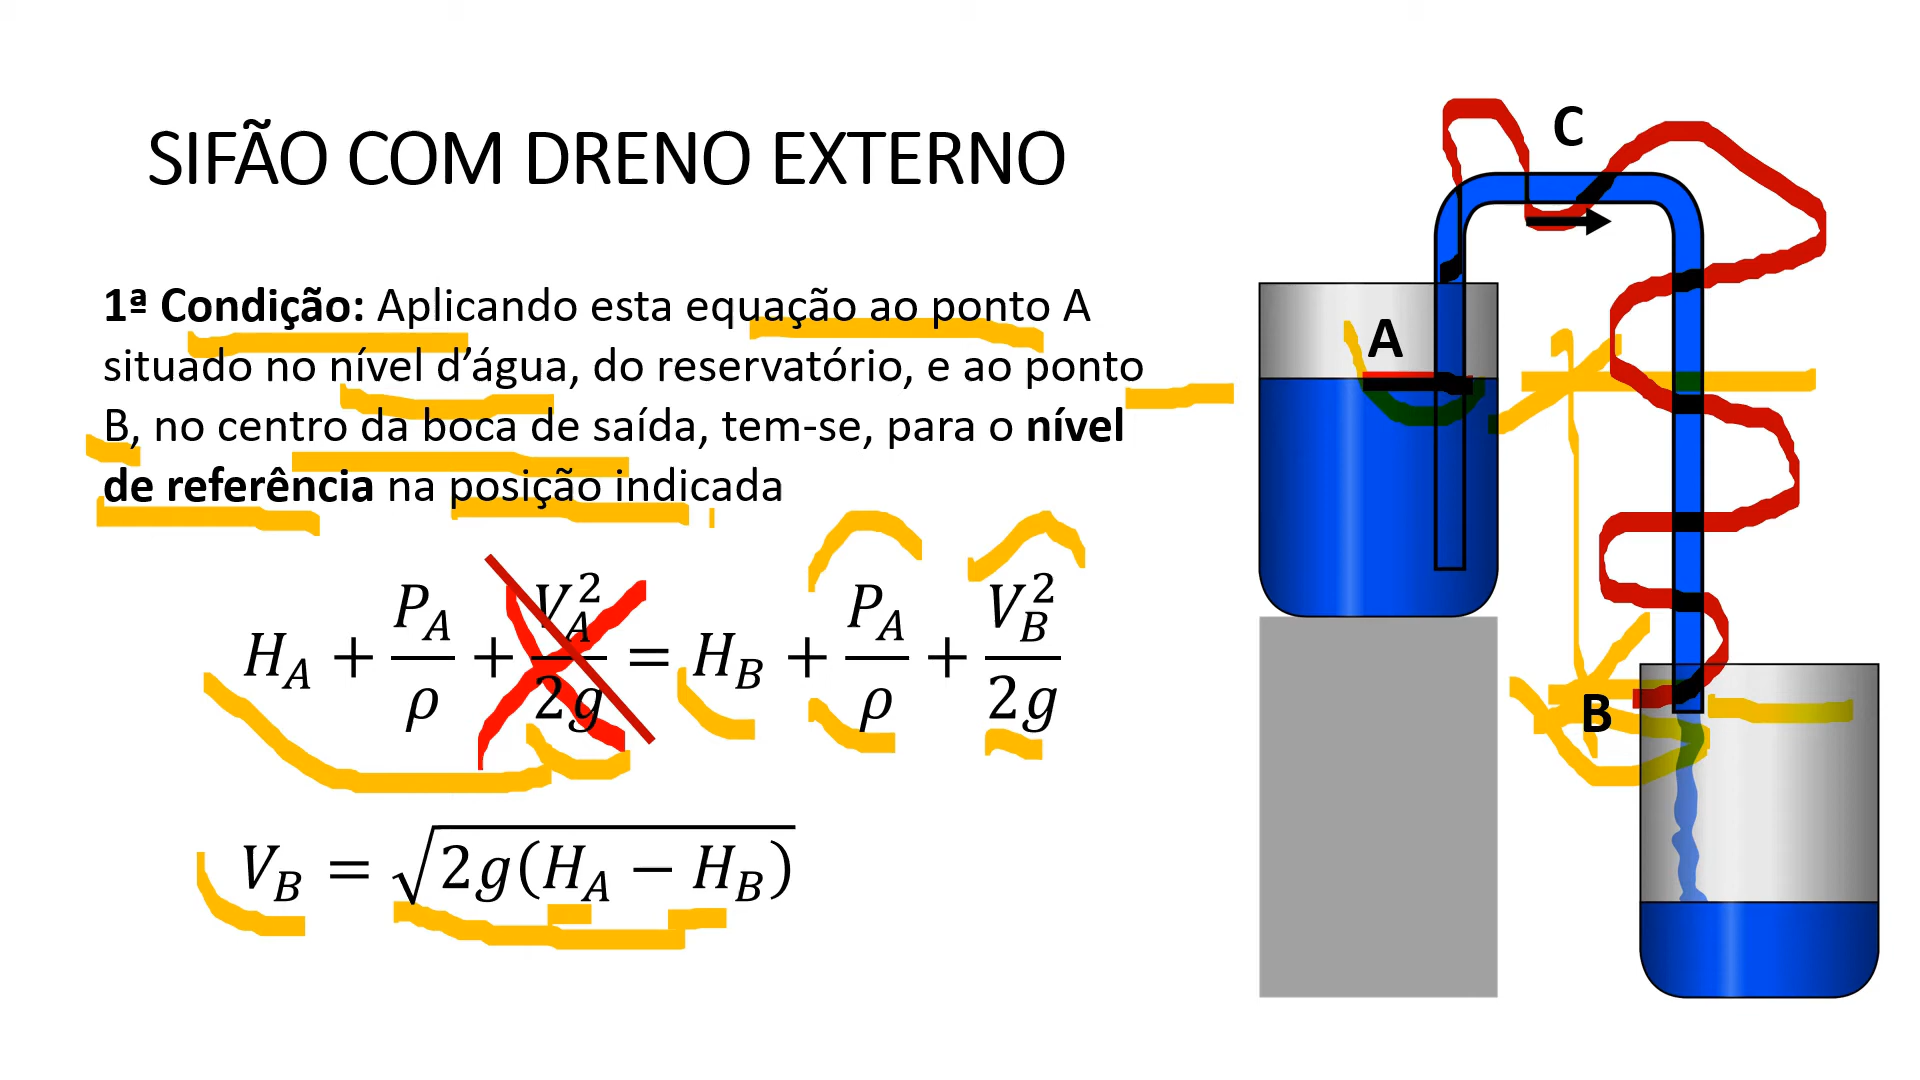 SIFÃO COM DRENO EXTERNO
1ª Condição: Aplicando esta equação ao ponto A
situado no nível d’água, do reservatório, e ao ponto
B, no centro da boca de saída, tem-se, para o nível
de referência na posição indicada
H_A + P_A/ρ + V_A²/2g = H_B + P_A/ρ + V_B²/2g
V_B = √(2g(H_A − H_B))
C
A
B